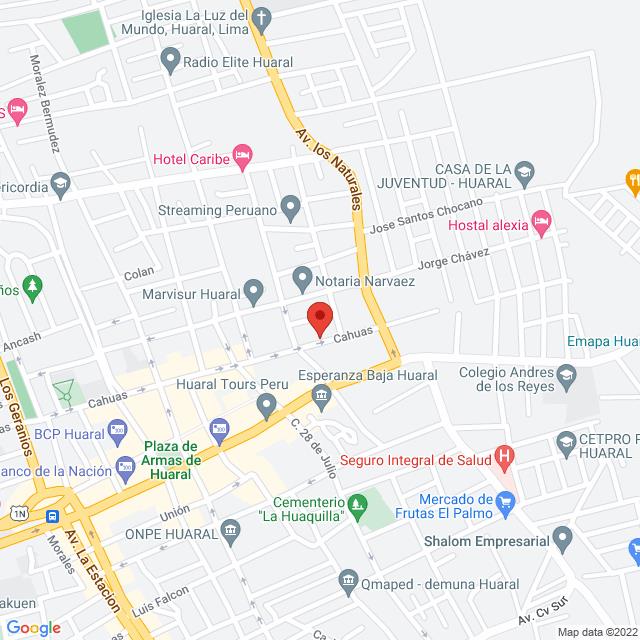 Iglesia La Luz del
Mundo, Huaral, Lima
Radio Elite Huaral
Moralez Bermudez
S
Av. los Naturales
Hotel Caribe
CASA DE LA
JUVENTUD - HUARAL
ericordia
Streaming Peruano
Jose Santos Chocano
Hostal alexia
Colan
Jorge Chávez
Notaria Narvaez
ños
Marvisur Huaral
Ancash
Cahuas
Emapa Huar
Esperanza Baja Huaral
Colegio Andres
de los Reyes
Huaral Tours Peru
Los Geranios
Cahuas
BCP Huaral
Plaza de
Armas de
Huaral
C. 28 de Julio
CETPRO P
HUARAL
Seguro Integral de Salud
anco de la Nación
Cementerio
"La Huaquilla"
Mercado de
Frutas El Palmo
1N
Unión
ONPE HUARAL
Shalom Empresarial
Av. La Estacion
Morales
Qmaped - demuna Huaral
akuen
Luis Falcon
Av. Cv Sur
Google
Map data ©2022